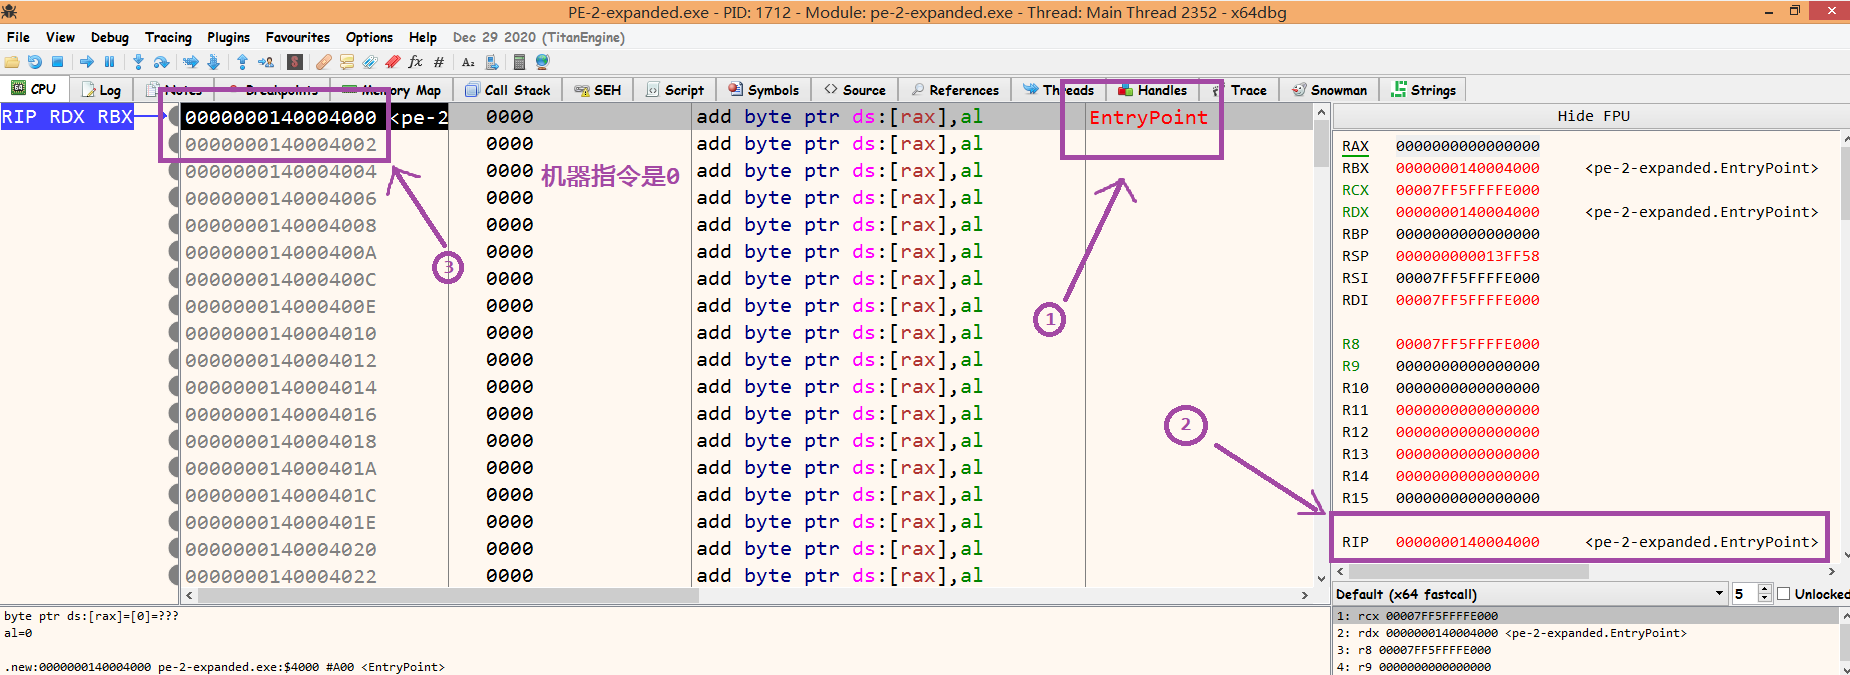 PE-2-expanded.exe - PID: 1712 - Module: pe-2-expanded.exe - Thread: Main Thread 2352 - x64dbg
File View Debug Tracing Plugins Favourites Options Help Dec 29 2020 (TitanEngine)
CPU Log Notes Breakpoints Memory Map Call Stack SEH Script Symbols Source References Threads Handles Trace Snowman Strings
RIP RDX RBX
0000000140004000 <pe-2 0000 add byte ptr ds:[rax],al EntryPoint
0000000140004002 0000 add byte ptr ds:[rax],al
0000000140004004 0000 add byte ptr ds:[rax],al
机器指令是0
0000000140004006 0000 add byte ptr ds:[rax],al
0000000140004008 0000 add byte ptr ds:[rax],al
000000014000400A 0000 add byte ptr ds:[rax],al
000000014000400C 0000 add byte ptr ds:[rax],al
000000014000400E 0000 add byte ptr ds:[rax],al
0000000140004010 0000 add byte ptr ds:[rax],al
0000000140004012 0000 add byte ptr ds:[rax],al
0000000140004014 0000 add byte ptr ds:[rax],al
0000000140004016 0000 add byte ptr ds:[rax],al
0000000140004018 0000 add byte ptr ds:[rax],al
000000014000401A 0000 add byte ptr ds:[rax],al
000000014000401C 0000 add byte ptr ds:[rax],al
000000014000401E 0000 add byte ptr ds:[rax],al
0000000140004020 0000 add byte ptr ds:[rax],al
0000000140004022 0000 add byte ptr ds:[rax],al
①
②
③
Hide FPU
RAX 0000000000000000
RBX 0000000140004000 <pe-2-expanded.EntryPoint>
RCX 00007FF5FFFFE000
RDX 0000000140004000 <pe-2-expanded.EntryPoint>
RBP 0000000000000000
RSP 000000000013FF58
RSI 00007FF5FFFFE000
RDI 00007FF5FFFFE000
R8 00007FF5FFFFE000
R9 0000000000000000
R10 0000000000000000
R11 0000000000000000
R12 0000000000000000
R13 0000000000000000
R14 0000000000000000
R15 0000000000000000
RIP 0000000140004000 <pe-2-expanded.EntryPoint>
Default (x64 fastcall) 5 Unlocked
1: rcx 00007FF5FFFFE000
2: rdx 0000000140004000 <pe-2-expanded.EntryPoint>
3: r8 00007FF5FFFFE000
4: r9 0000000000000000
byte ptr ds:[rax]=[0]=???
al=0
.new:0000000140004000 pe-2-expanded.exe:$4000 #A00 <EntryPoint>